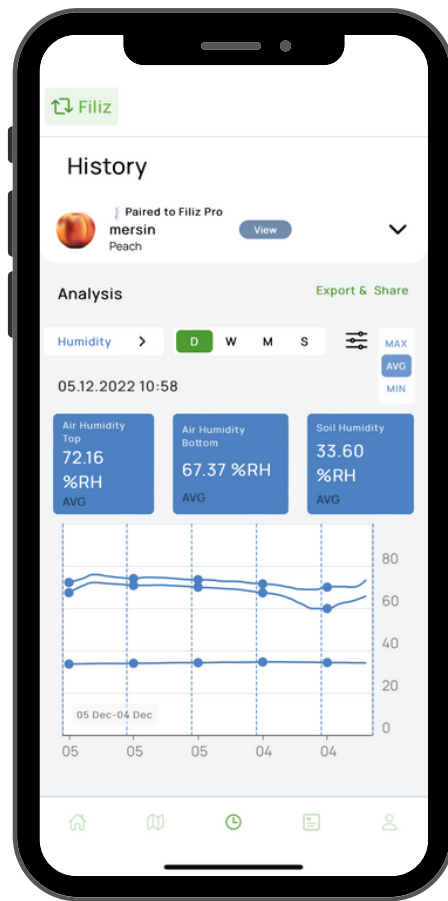 Filiz
History
Paired to Filiz Pro
mersin
View
Peach
Analysis
Export & Share
Humidity
D W M S
MAX
AVG
MIN
05.12.2022 10:58
Air Humidity
Top
72.16
%RH
AVG
Air Humidity
Bottom
67.37 %RH
AVG
Soil Humidity
33.60
%RH
AVG
80
60
40
20
0
05 Dec-04 Dec
05 05 05 04 04